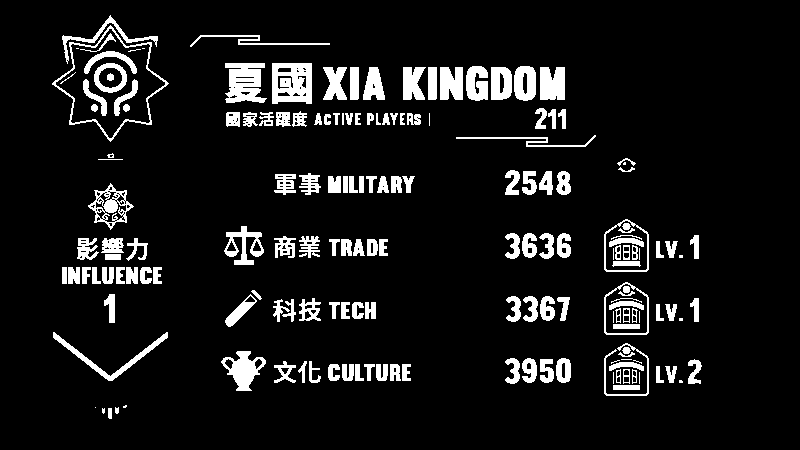 夏國 XIA KINGDOM
國家活躍度 ACTIVE PLAYERS | 211
影響力
INFLUENCE
1
軍事 MILITARY 2548
商業 TRADE 3636 LV.1
科技 TECH 3367 LV.1
文化 CULTURE 3950 LV.2